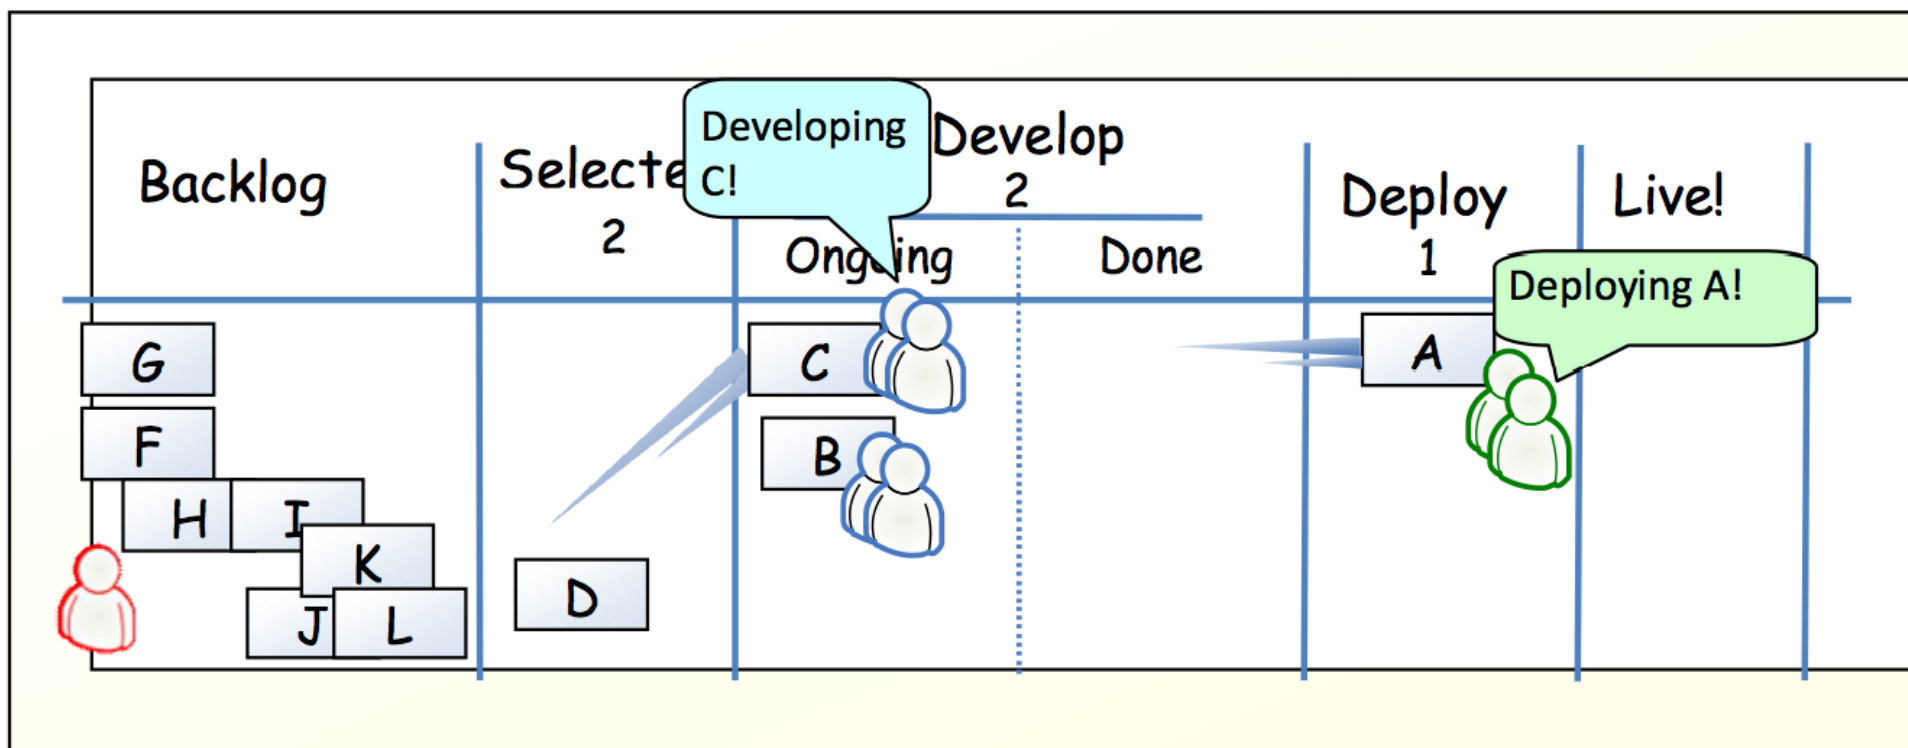 Developing
C!
Develop
2
Backlog
Selecte
2
Deploy
1
Live!
Ongoing
Done
Deploying A!
G
C
A
F
B
H
I
K
D
J
L